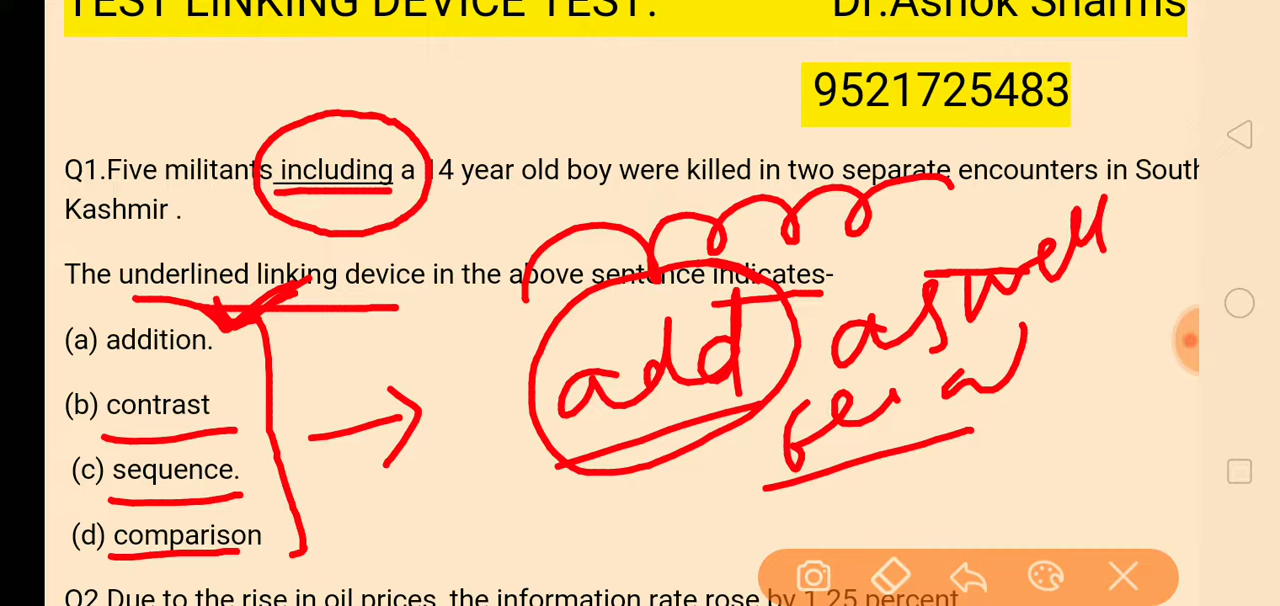 TEST LINKING DEVICE TEST. Dr.Ashok Sharms
9521725483
Q1.Five militants including a 14 year old boy were killed in two separate encounters in South
Kashmir .
The underlined linking device in the above sentence indicates-
as well
(a) addition.
add
(b) contrast
(c) sequence.
(d) comparison
Q2 Due to the rise in oil prices, the information rate rose by 1.25 percent